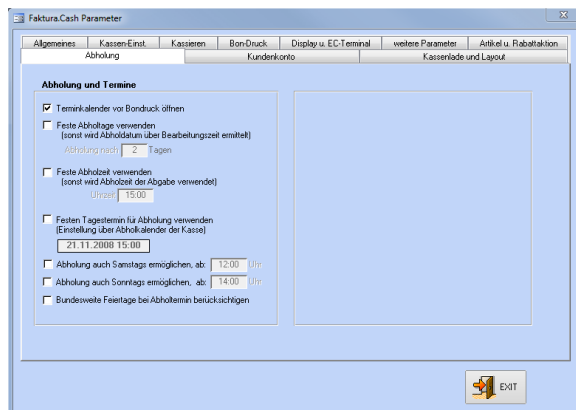 Faktura.Cash Parameter
Allgemeines Kassen-Einst. Kassieren Bon-Druck Display u. EC-Terminal weitere Parameter Artikel u. Rabattaktion
Abholung Kundenkonto Kassenlade und Layout
Abholung und Termine
Terminkalender vor Bondruck öffnen
Feste Abholtage verwenden
(sonst wird Abholdatum über Bearbeitungszeit ermittelt)
Abholung nach: 2 Tagen
Feste Abholzeit verwenden
(sonst wird Abholzeit der Abgabe verwendet)
Uhrzeit: 15:00
Festen Tagestermin für Abholung verwenden
(Einstellung über Abholkalender der Kasse)
21.11.2008 15:00
Abholung auch Samstags ermöglichen, ab: 12:00 Uhr.
Abholung auch Sonntags ermöglichen, ab: 14:00 Uhr.
Bundesweite Feiertage bei Abholtermin berücksichtigen
EXIT